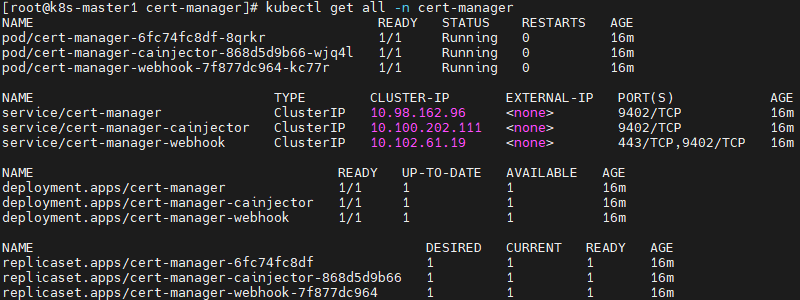 [root@k8s-master1 cert-manager]# kubectl get all -n cert-manager
NAME READY STATUS RESTARTS AGE
pod/cert-manager-6fc74fc8df-8qrkr 1/1 Running 0 16m
pod/cert-manager-cainjector-868d5d9b66-wjq4l 1/1 Running 0 16m
pod/cert-manager-webhook-7f877dc964-kc77r 1/1 Running 0 16m
NAME TYPE CLUSTER-IP EXTERNAL-IP PORT(S) AGE
service/cert-manager ClusterIP 10.98.162.96 <none> 9402/TCP 16m
service/cert-manager-cainjector ClusterIP 10.100.202.111 <none> 9402/TCP 16m
service/cert-manager-webhook ClusterIP 10.102.61.19 <none> 443/TCP,9402/TCP 16m
NAME READY UP-TO-DATE AVAILABLE AGE
deployment.apps/cert-manager 1/1 1 1 16m
deployment.apps/cert-manager-cainjector 1/1 1 1 16m
deployment.apps/cert-manager-webhook 1/1 1 1 16m
NAME DESIRED CURRENT READY AGE
replicaset.apps/cert-manager-6fc74fc8df 1 1 1 16m
replicaset.apps/cert-manager-cainjector-868d5d9b66 1 1 1 16m
replicaset.apps/cert-manager-webhook-7f877dc964 1 1 1 16m